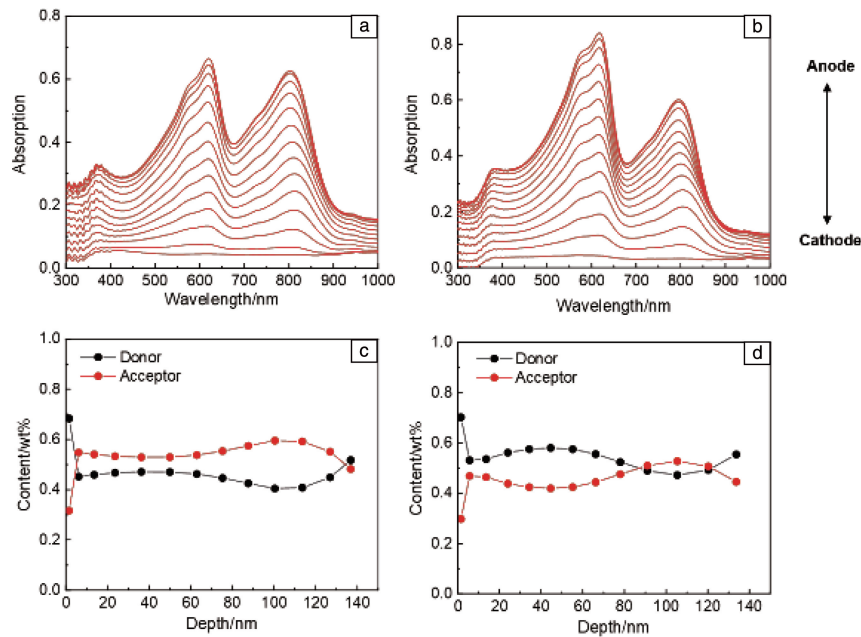 a
0.8
0.6
0.4
0.2
0.0
Absorption
300 400 500 600 700 800 900 1000
Wavelength/nm
b
0.8
0.6
0.4
0.2
0.0
Absorption
300 400 500 600 700 800 900 1000
Wavelength/nm
Anode
Cathode
c
Donor
Acceptor
1.0
0.8
0.6
0.4
0.2
0.0
Content/wt%
0 20 40 60 80 100 120 140
Depth/nm
d
Donor
Acceptor
1.0
0.8
0.6
0.4
0.2
0.0
Content/wt%
0 20 40 60 80 100 120 140
Depth/nm